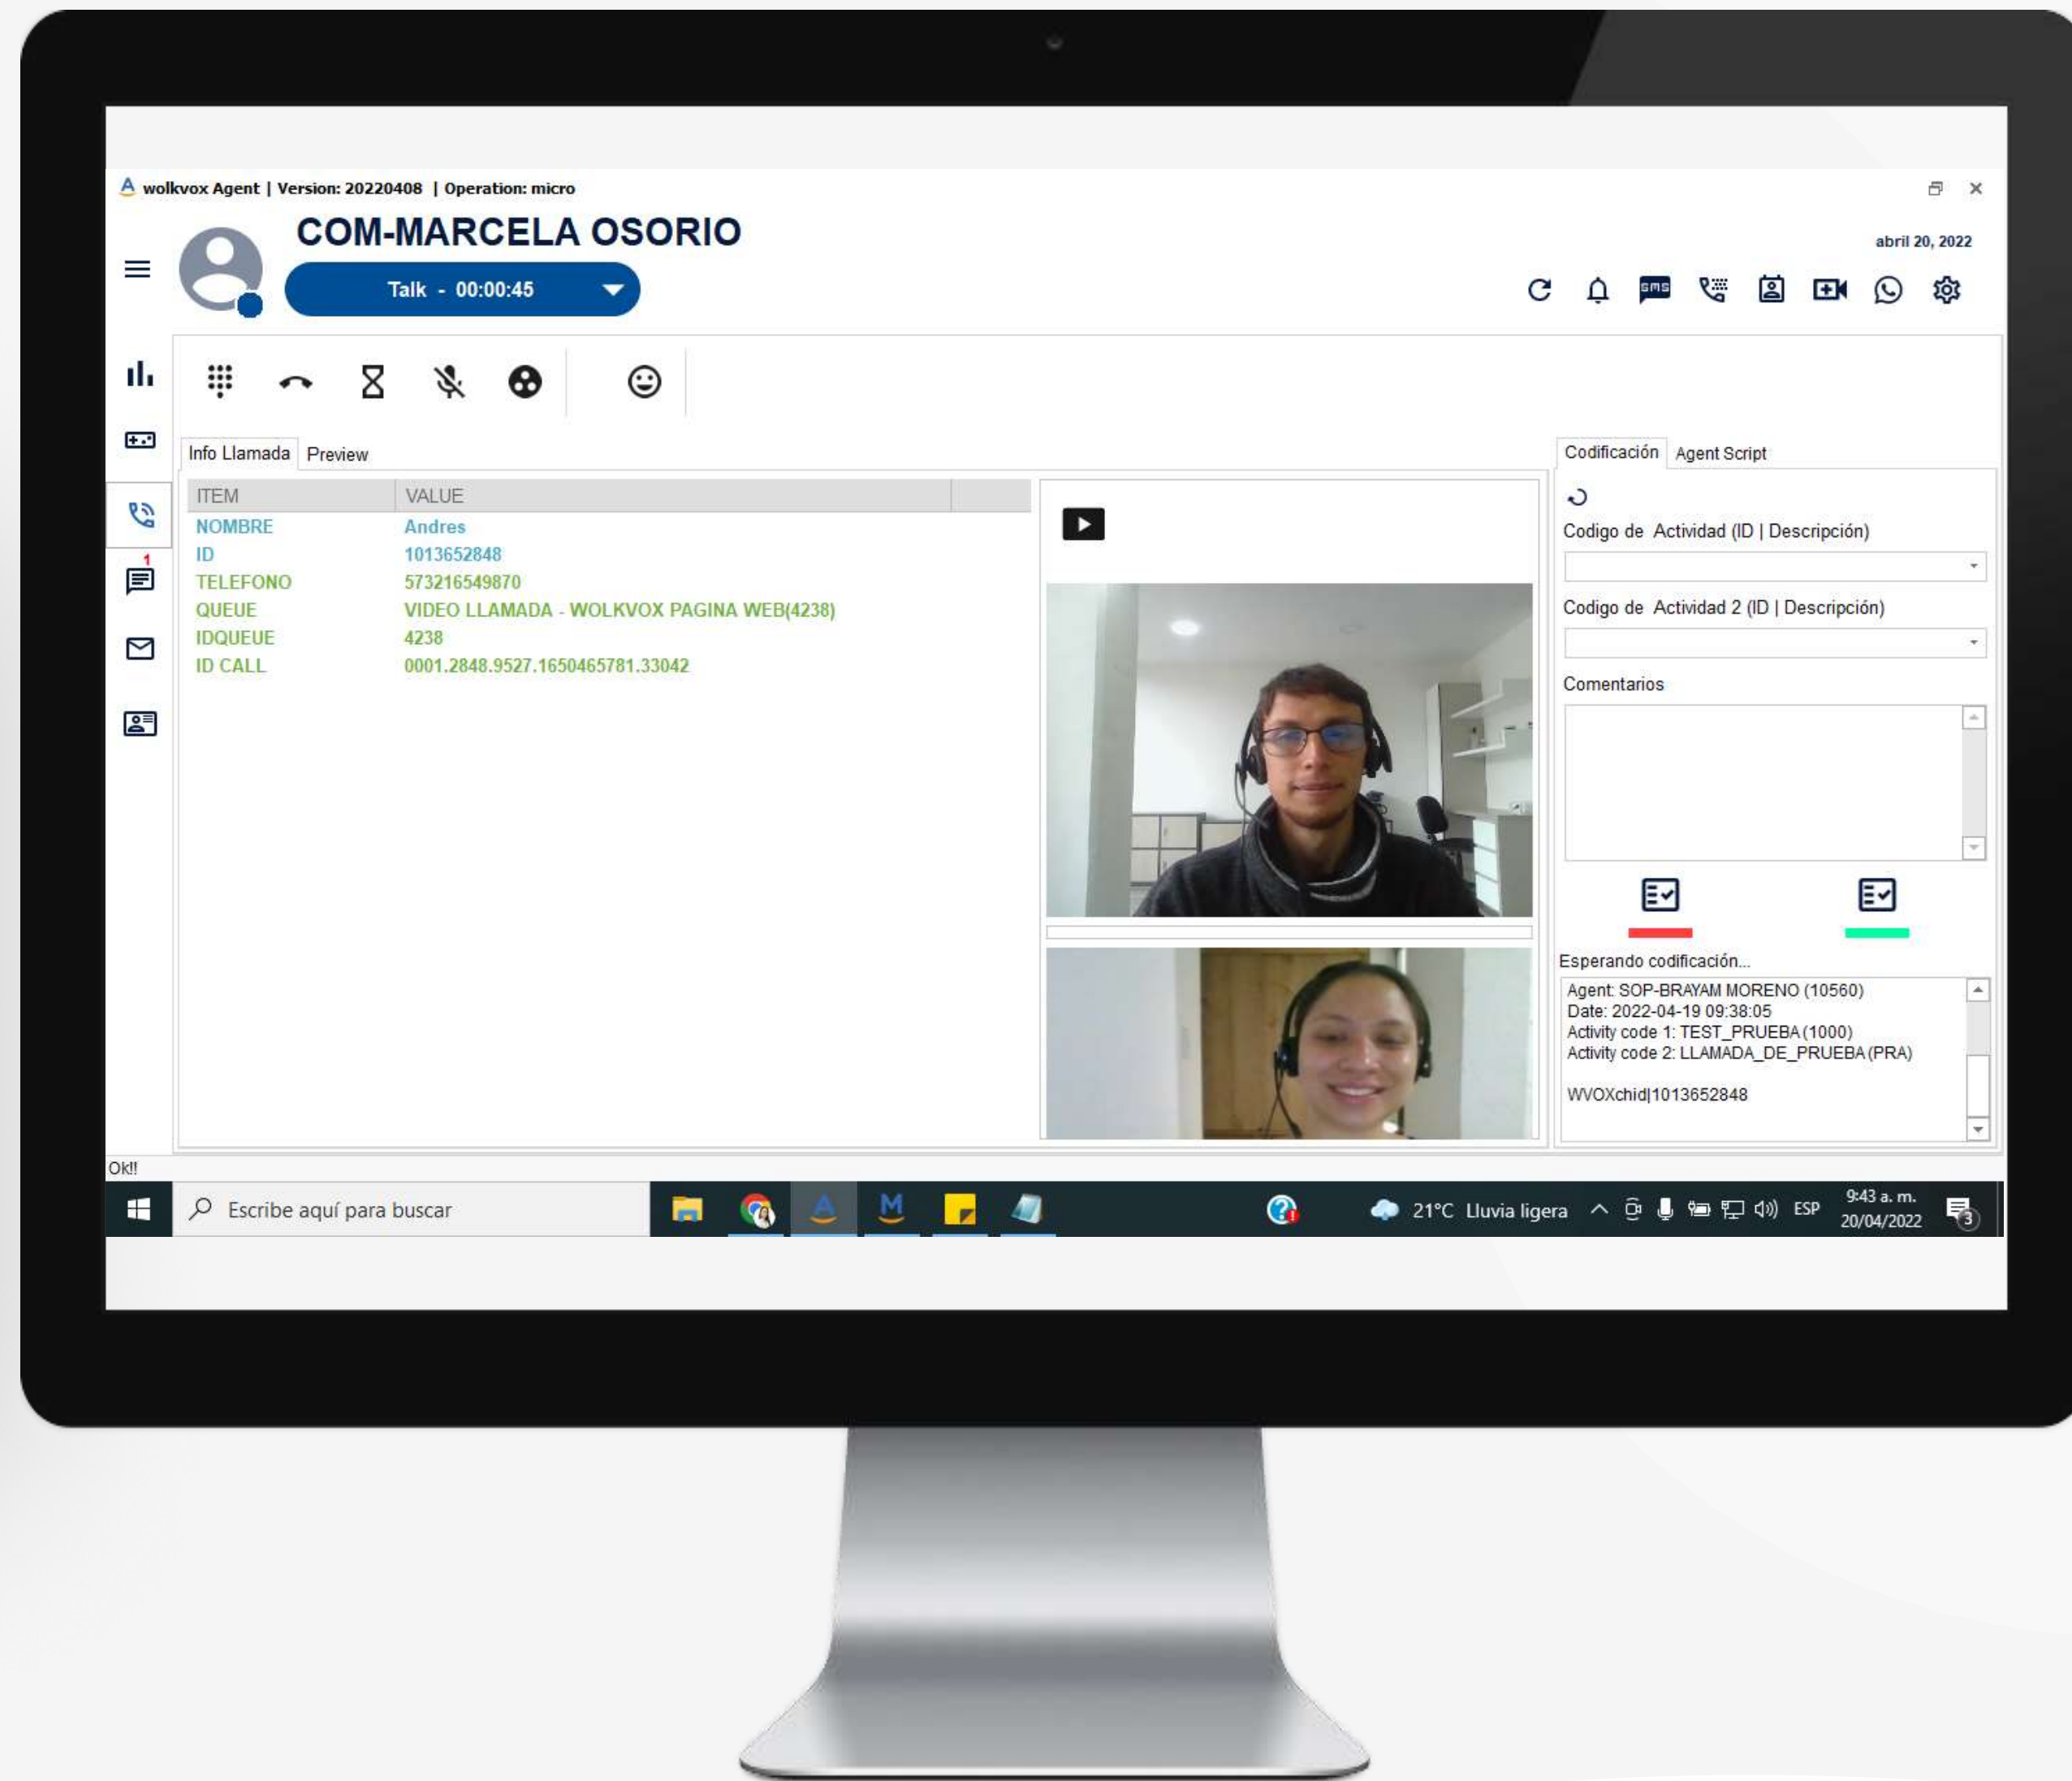 wolkvox Agent | Version: 20220408 | Operation: micro
COM-MARCELA OSORIO
abril 20, 2022
Talk - 00:00:45
SMS
Info Llamada Preview
Codificación Agent Script
ITEM VALUE
NOMBRE Andres
ID 1013652848
TELEFONO 573216549870
QUEUE VIDEO LLAMADA - WOLKVOX PAGINA WEB(4238)
IDQUEUE 4238
ID CALL 0001.2848.9527.1650465781.33042
1
Codigo de Actividad (ID | Descripción)
Codigo de Actividad 2 (ID | Descripción)
Comentarios
Esperando codificación...
Agent: SOP-BRAYAM MORENO (10560)
Date: 2022-04-19 09:38:05
Activity code 1: TEST_PRUEBA (1000)
Activity code 2: LLAMADA_DE_PRUEBA (PRA)
WVOXchid|1013652848
Ok!!
Escribe aquí para buscar
A M
21°C Lluvia ligera
ESP
9:43 a. m.
20/04/2022
3